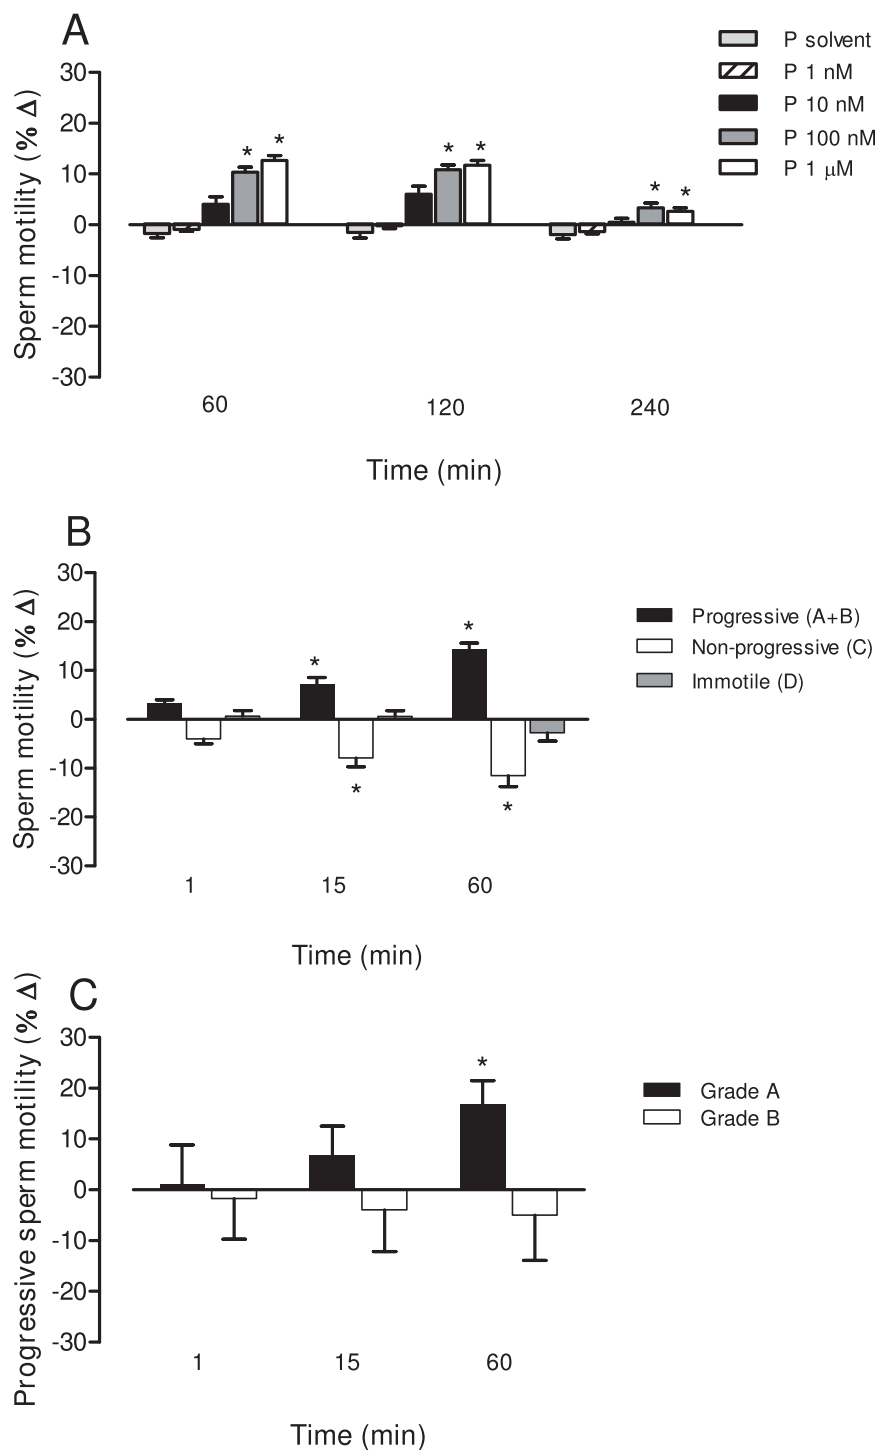 A
P solvent
P 1 nM
P 10 nM
P 100 nM
P 1 μM
Sperm motility (% Δ)
30
20
10
0
-10
-20
-30
* * * * * *
60 120 240
Time (min)
B
Progressive (A+B)
Non-progressive (C)
Immotile (D)
Sperm motility (% Δ)
30
20
10
0
-10
-20
-30
* *
* *
1 15 60
Time (min)
C
Grade A
Grade B
Progressive sperm motility (% Δ)
30
20
10
0
-10
-20
-30
*
1 15 60
Time (min)